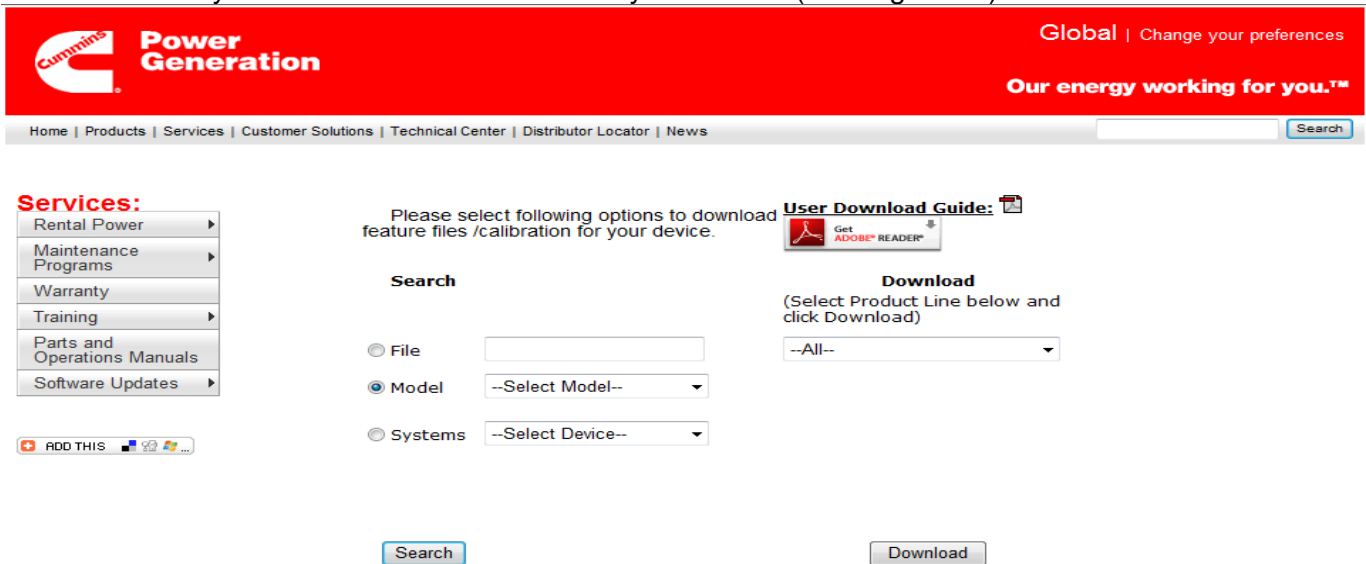 Cummins
Power
Generation
Global | Change your preferences
Our energy working for you.™
Home | Products | Services | Customer Solutions | Technical Center | Distributor Locator | News
Search
Services:
Rental Power
Maintenance
Programs
Warranty
Training
Parts and
Operations Manuals
Software Updates
ADD THIS ...
Please select following options to download
feature files /calibration for your device.
User Download Guide:
Get
ADOBE® READER®
Search
Download
(Select Product Line below and
click Download)
File
--All--
Model --Select Model--
Systems --Select Device--
Search
Download